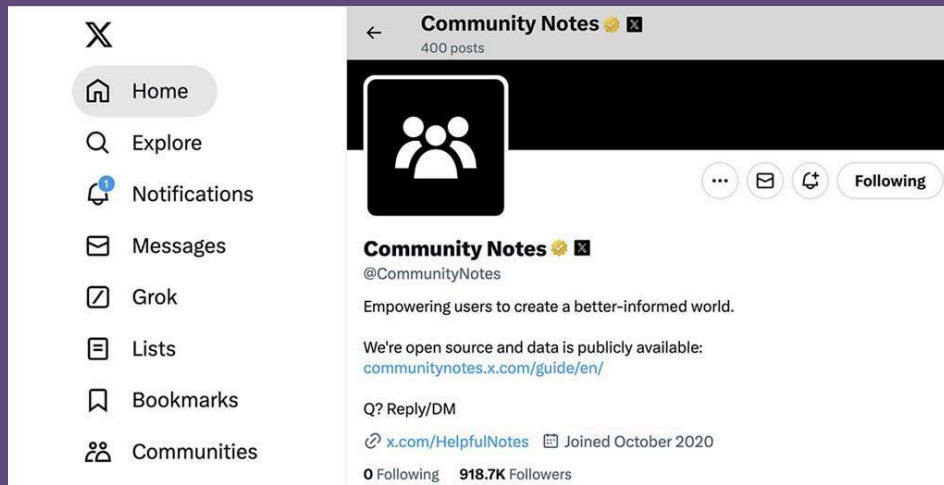 Home
Explore
1
Notifications
Messages
Grok
Lists
Bookmarks
Communities
Community Notes
400 posts
Following
Community Notes
@CommunityNotes
Empowering users to create a better-informed world.
We're open source and data is publicly available:
communitynotes.x.com/guide/en/
Q? Reply/DM
x.com/HelpfulNotes Joined October 2020
0 Following 918.7K Followers